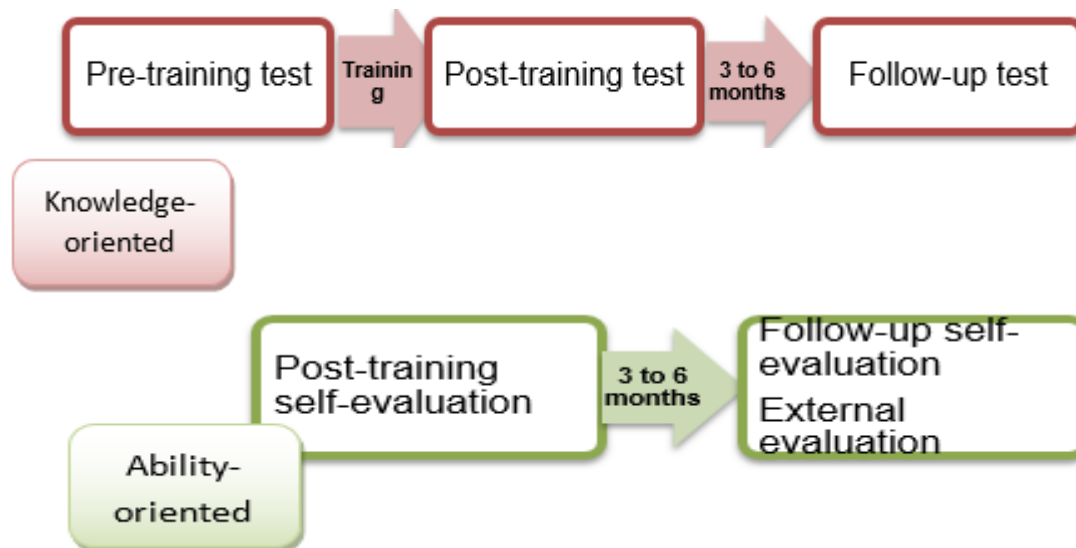 Pre-training test
Trainin
g
Post-training test
3 to 6
months
Follow-up test
Knowledge-
oriented
Post-training
self-evaluation
3 to 6
months
Follow-up self-
evaluation
External
evaluation
Ability-
oriented